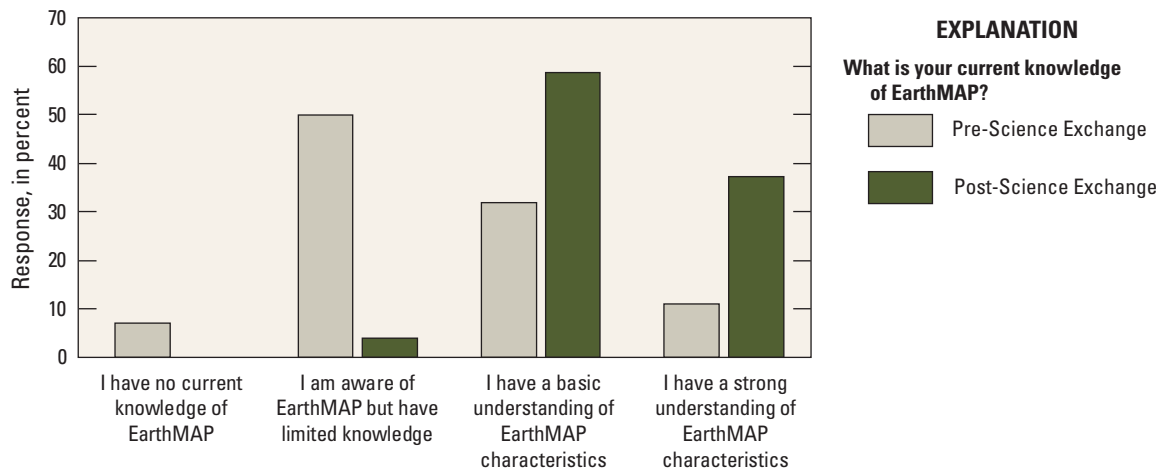 Response, in percent
70
60
50
40
30
20
10
0
I have no current
knowledge of
EarthMAP
I am aware of
EarthMAP but have
limited knowledge
I have a basic
understanding of
EarthMAP
characteristics
I have a strong
understanding of
EarthMAP
characteristics
EXPLANATION
What is your current knowledge
of EarthMAP?
Pre-Science Exchange
Post-Science Exchange